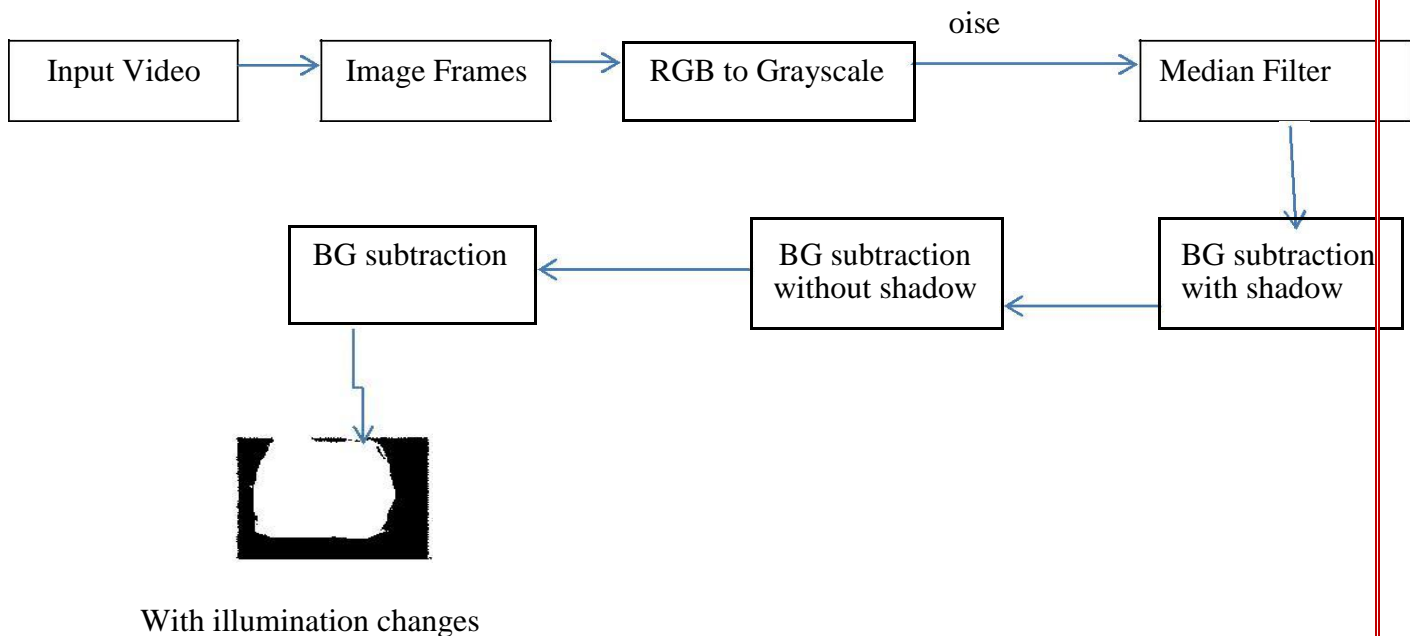 oise
Input Video
Image Frames
RGB to Grayscale
Median Filter
BG subtraction
BG subtraction
without shadow
BG subtraction
with shadow
With illumination changes